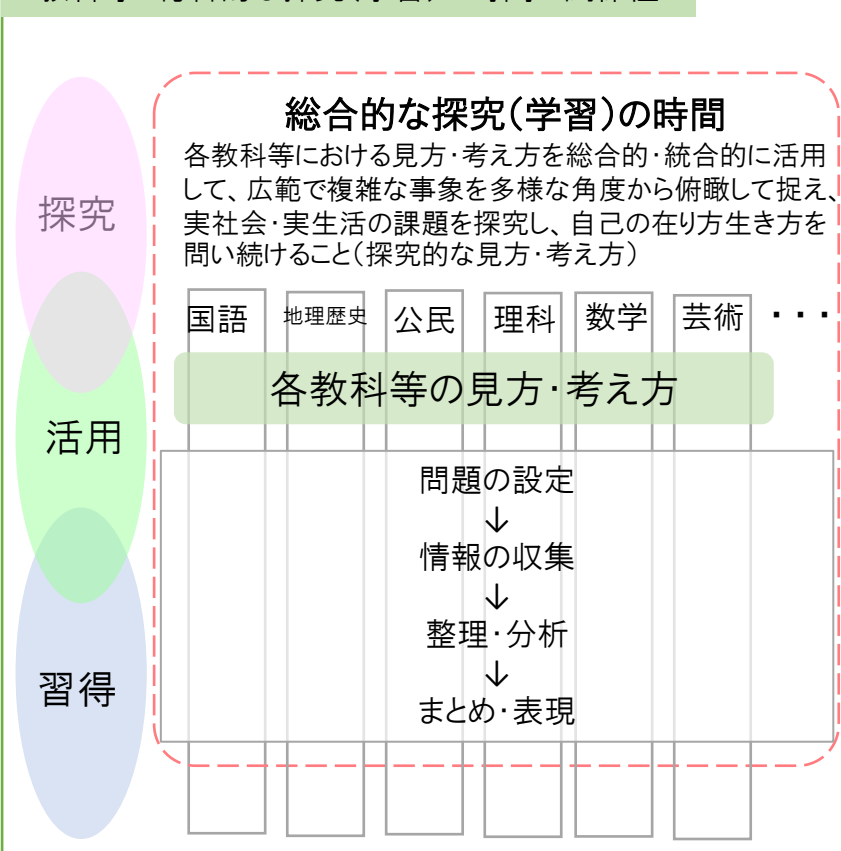 総合的な探究(学習)の時間
各教科等における見方・考え方を総合的・統合的に活用
して、広範で複雑な事象を多様な角度から俯瞰して捉え、
実社会・実生活の課題を探究し、自己の在り方生き方を
問い続けること(探究的な見方・考え方)
探究
国語 地理歴史 公民 理科 数学 芸術 ・・・
各教科等の見方・考え方
活用
問題の設定
↓
情報の収集
↓
整理・分析
↓
まとめ・表現
習得